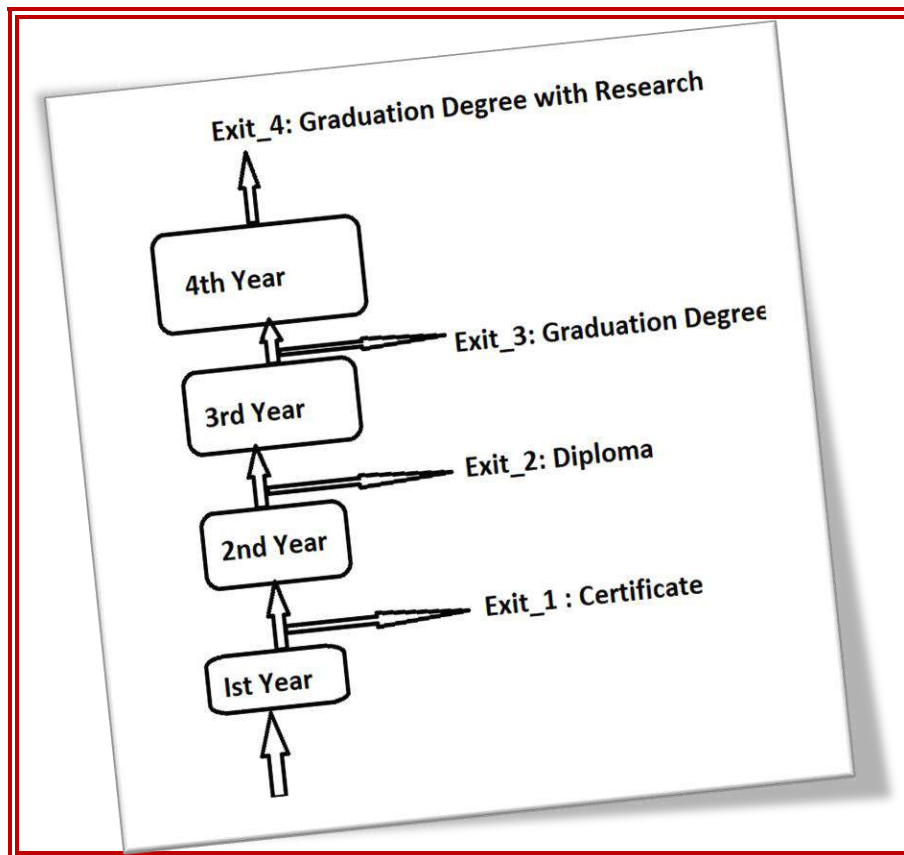 Exit_4: Graduation Degree with Research
4th Year
Exit_3: Graduation Degree
3rd Year
Exit_2: Diploma
2nd Year
Exit_1 : Certificate
Ist Year